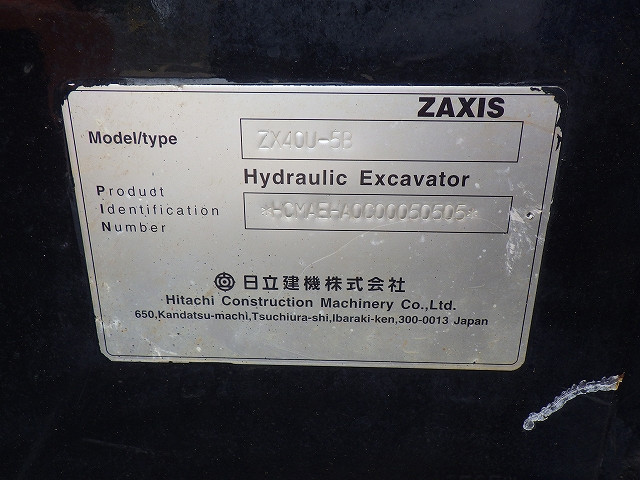 ZAXIS
Model/type ZX40U-5B
Hydraulic Excavator
Product
Identification
Number
日立建機株式会社
Hitachi Construction Machinery Co.,Ltd.
650,Kandatsu-machi,Tsuchiura-shi,Ibaraki-ken,300-0013 Japan